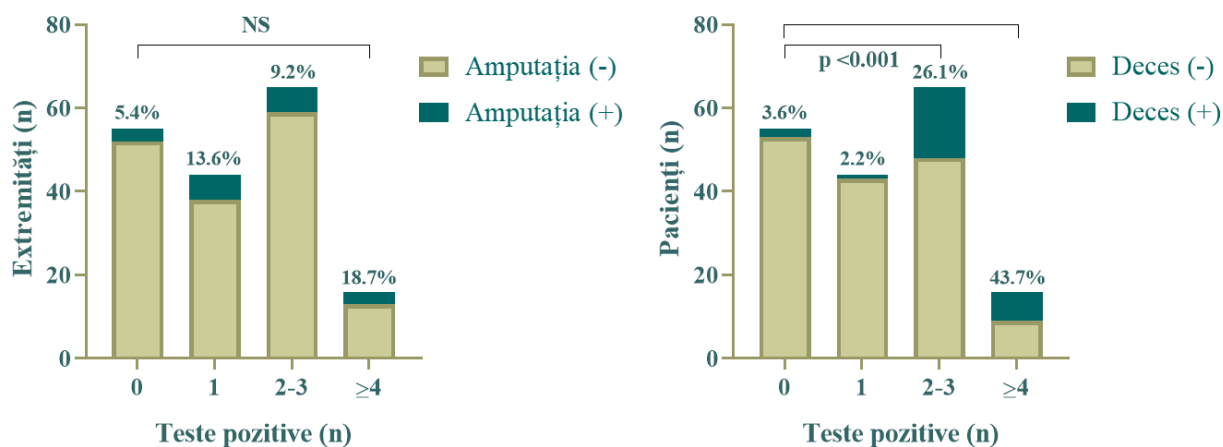 80
60
40
20
0
Extremități (n)
NS
5.4%
13.6%
9.2%
18.7%
0
1
2-3
≥4
Teste pozitive (n)
Amputația (-)
Amputația (+)
80
60
40
20
0
Pacienți (n)
p <0.001
3.6%
2.2%
26.1%
43.7%
0
1
2-3
≥4
Teste pozitive (n)
Deces (-)
Deces (+)